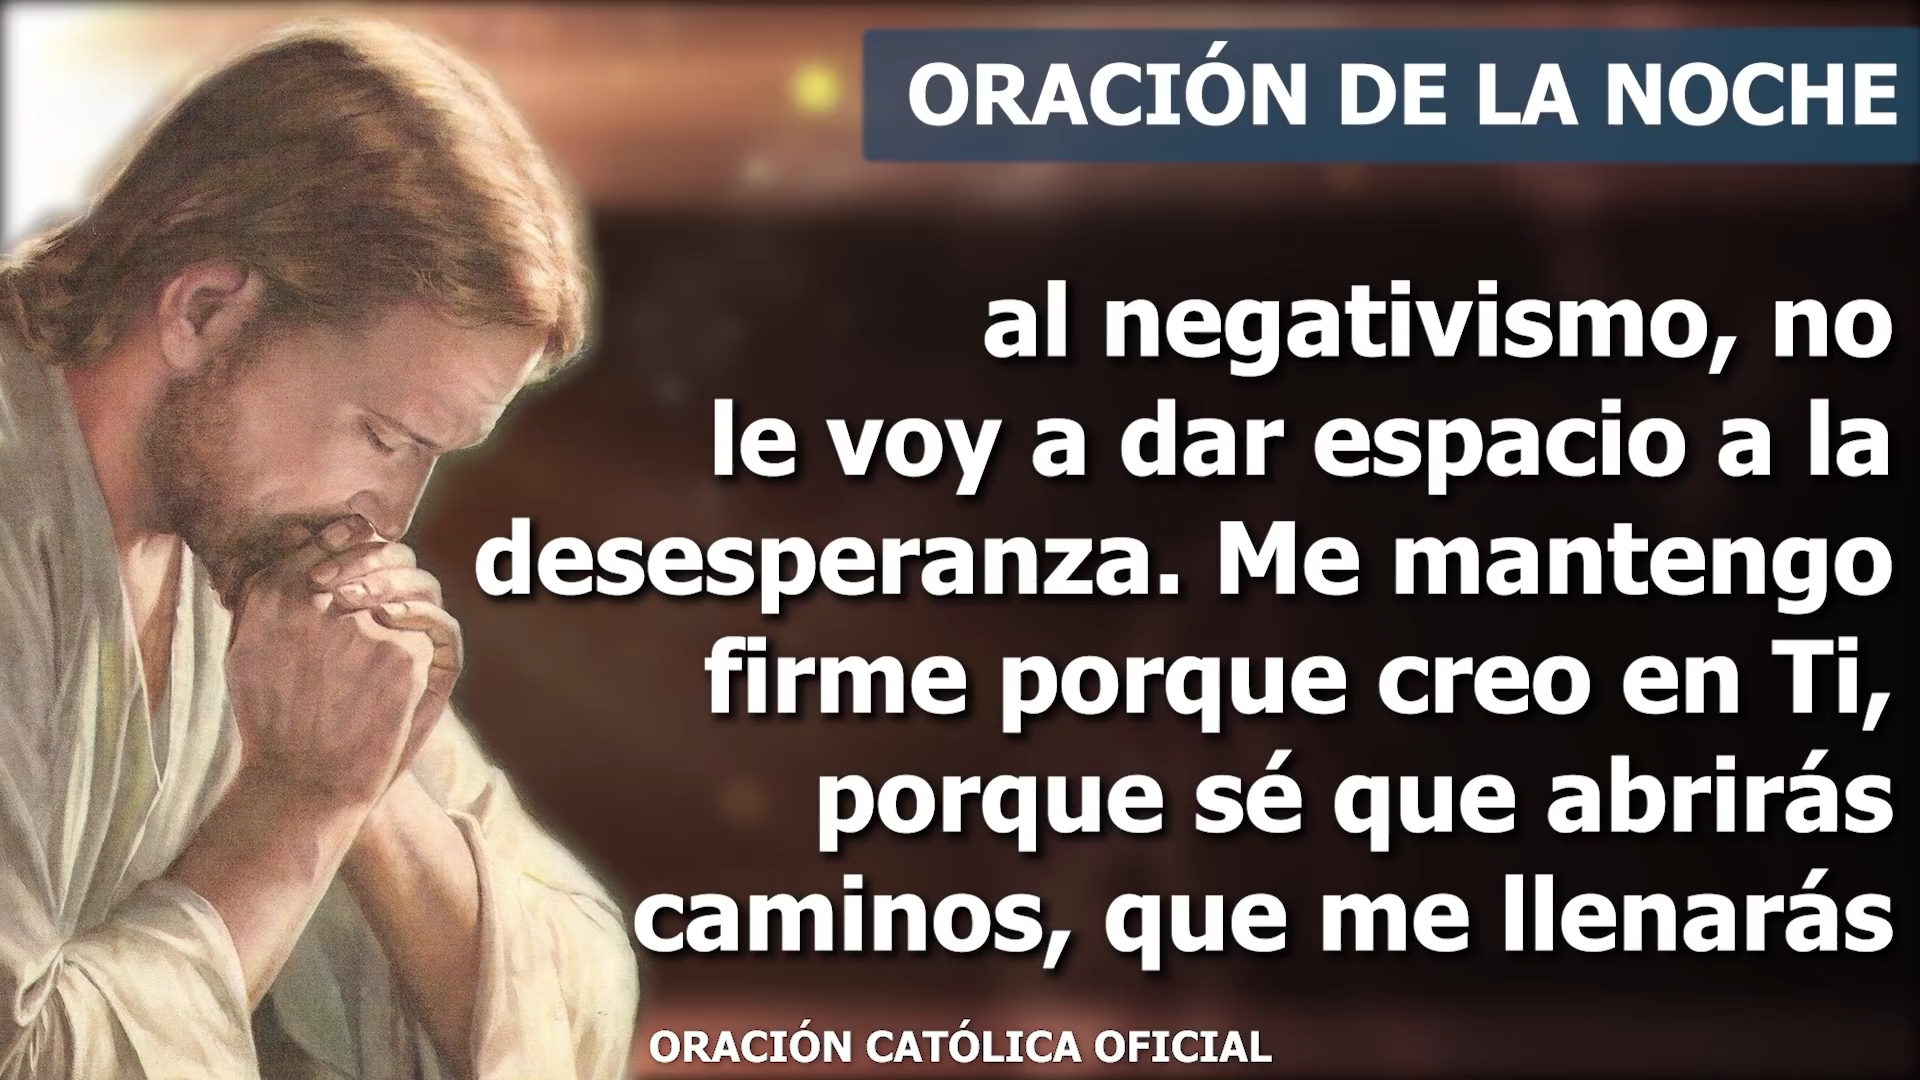 ORACIÓN DE LA NOCHE
al negativismo, no
le voy a dar espacio a la
desesperanza. Me mantengo
firme porque creo en Ti,
porque sé que abrirás
caminos, que me llenarás
ORACIÓN CATÓLICA OFICIAL